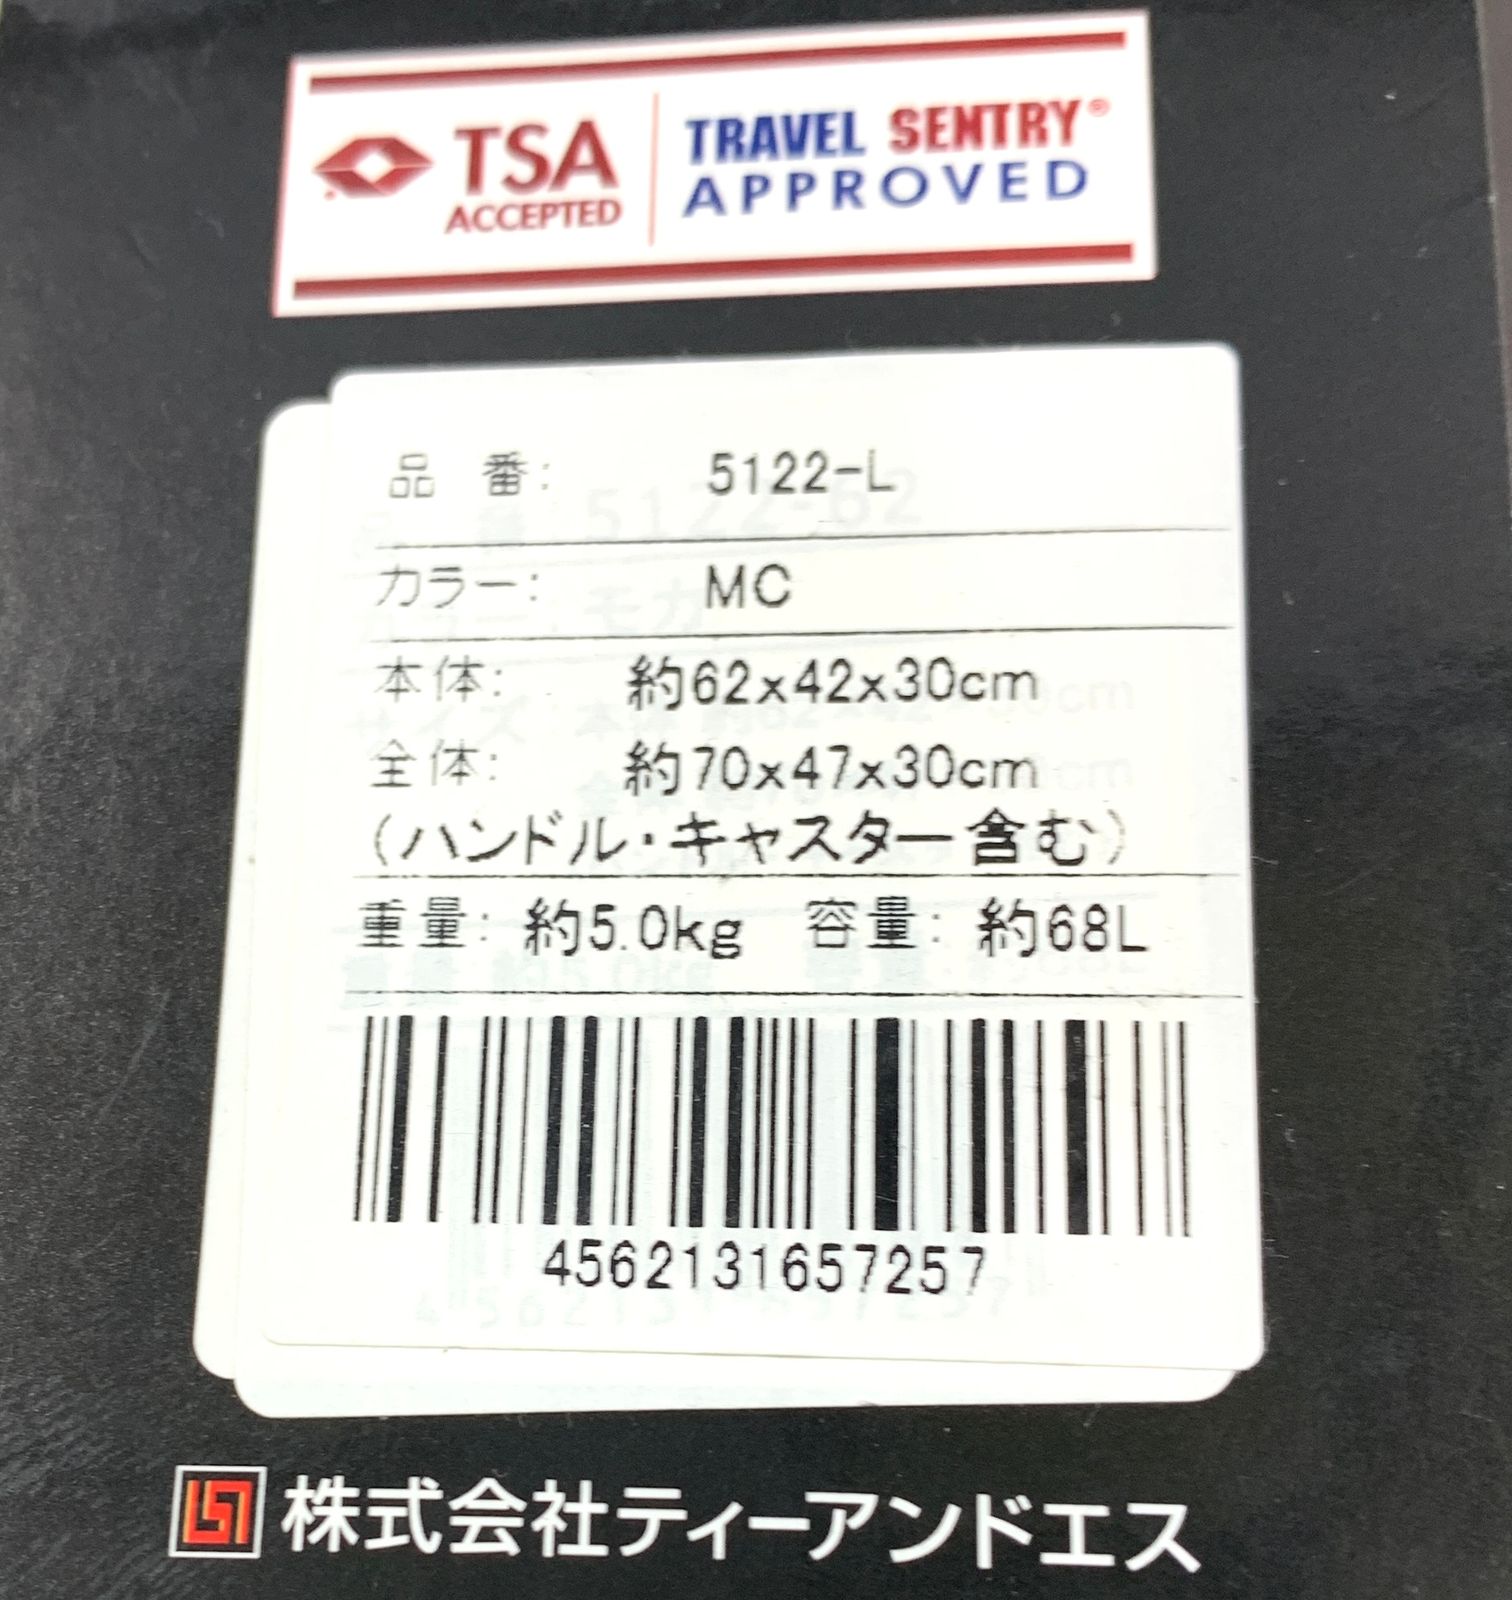 TSA
ACCEPTED
TRAVEL SENTRY®
APPROVED
品 番: 5122-L
カラー: MC
本体: 約62x42x30cm
全体: 約70x47x30cm
(ハンドル・キャスター含む)
重量: 約5.0kg 容量: 約68L
4562131657257
株式会社ティーアンドエス